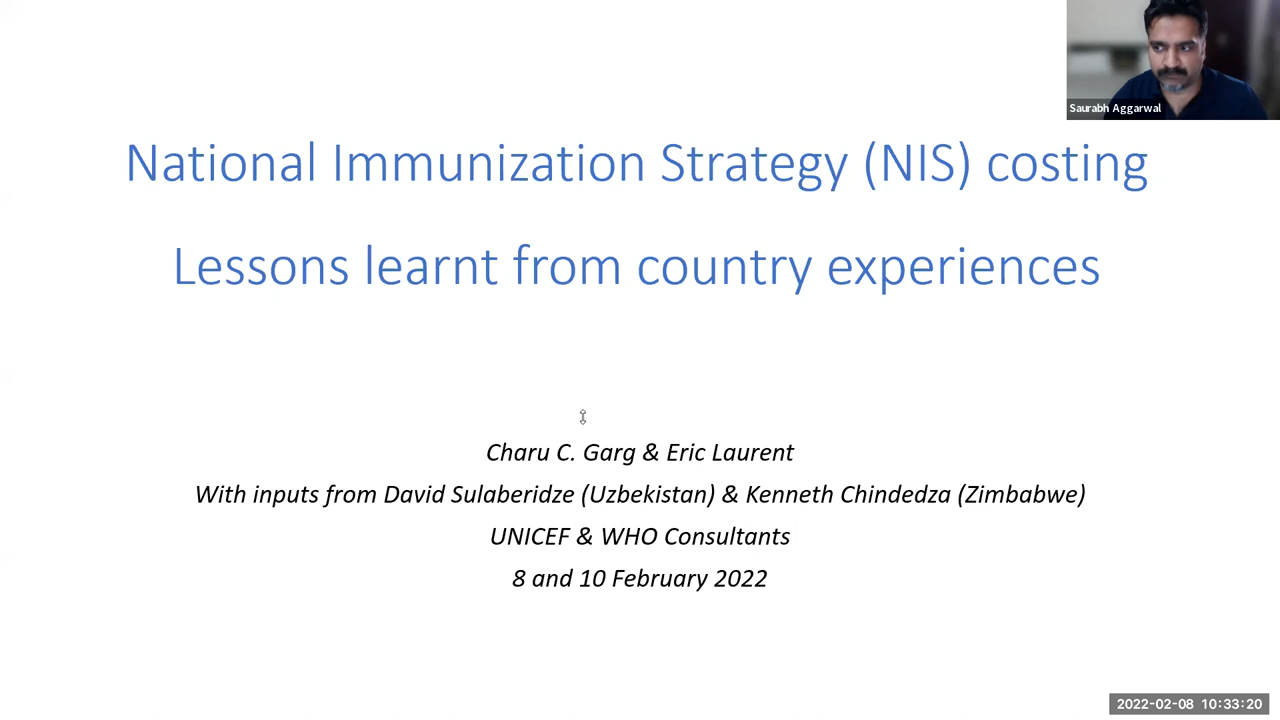 Saurabh Aggarwal
National Immunization Strategy (NIS) costing
Lessons learnt from country experiences
Charu C. Garg & Eric Laurent
With inputs from David Sulaberidze (Uzbekistan) & Kenneth Chindedza (Zimbabwe)
UNICEF & WHO Consultants
8 and 10 February 2022
2022-02-08 10:33:20